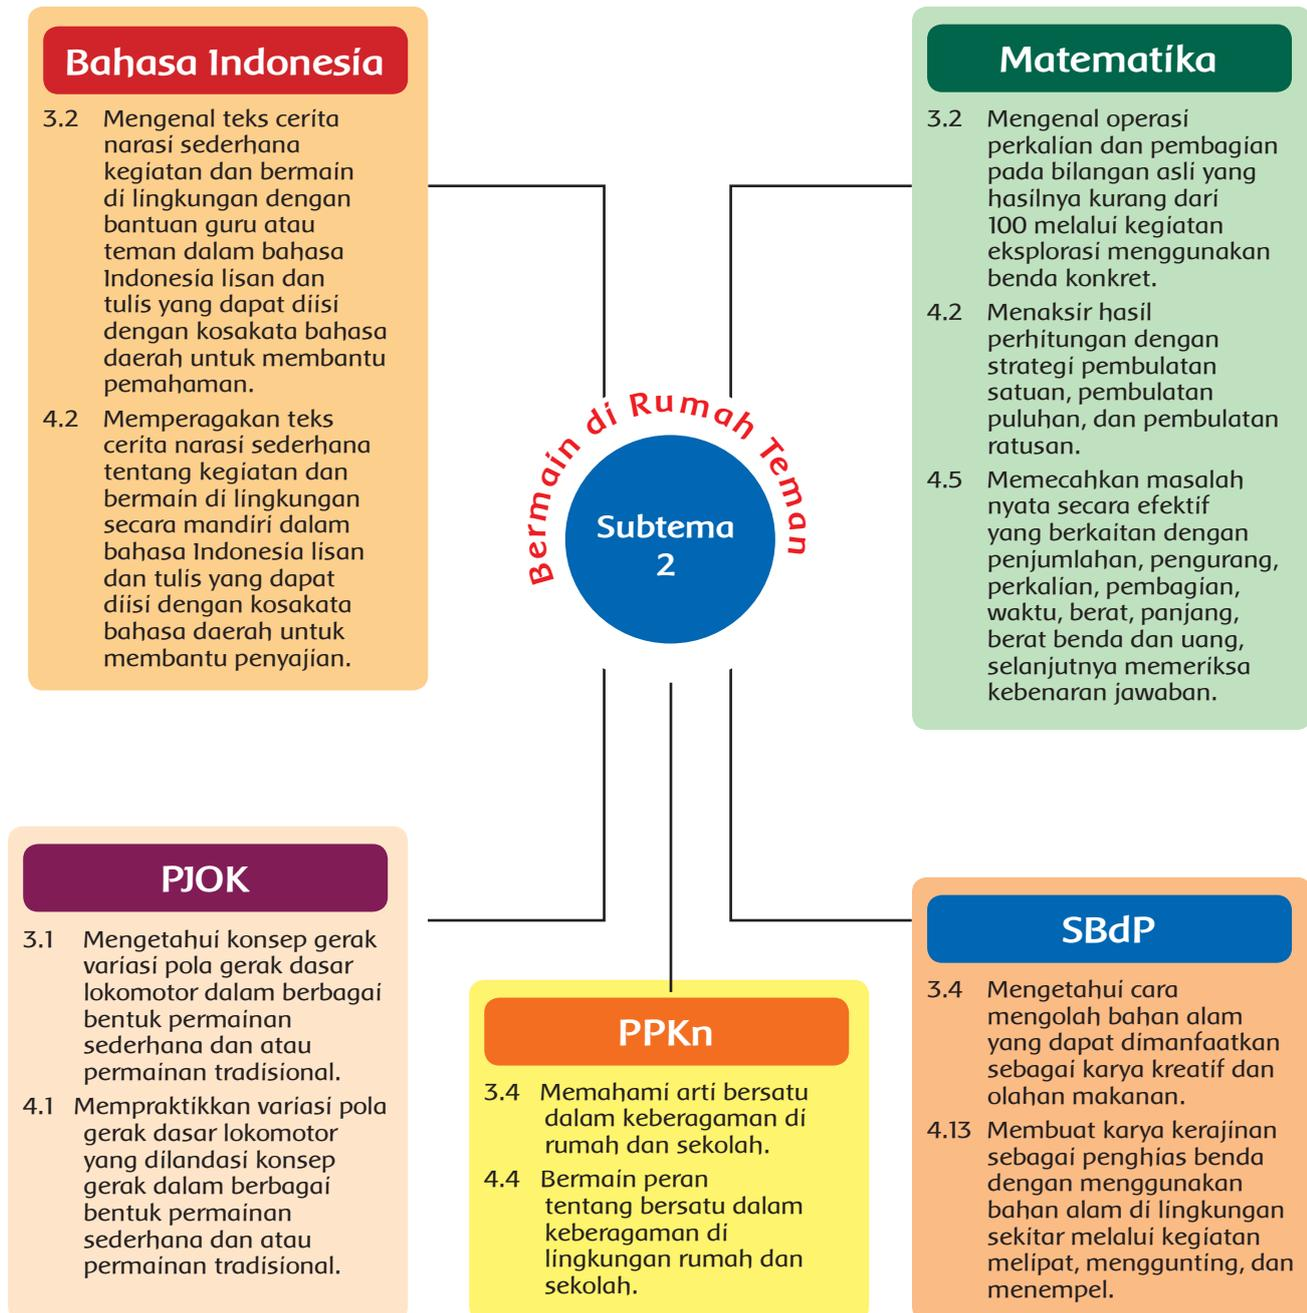 Bahasa Indonesia
3.2 Mengenal teks cerita
narasi sederhana
kegiatan dan bermain
di lingkungan dengan
bantuan guru atau
teman dalam bahasa
Indonesia lisan dan
tulis yang dapat diisi
dengan kosakata bahasa
daerah untuk membantu
pemahaman.
4.2 Memperagakan teks
cerita narasi sederhana
tentang kegiatan dan
bermain di lingkungan
secara mandiri dalam
bahasa Indonesia lisan
dan tulis yang dapat
diisi dengan kosakata
bahasa daerah untuk
membantu penyajian.
Matematika
3.2 Mengenal operasi
perkalian dan pembagian
pada bilangan asli yang
hasilnya kurang dari
100 melalui kegiatan
eksplorasi menggunakan
benda konkret.
4.2 Menaksir hasil
perhitungan dengan
strategi pembulatan
satuan, pembulatan
puluhan, dan pembulatan
ratusan.
4.5 Memecahkan masalah
nyata secara efektif
yang berkaitan dengan
penjumlahan, pengurang,
perkalian, pembagian,
waktu, berat, panjang,
berat benda dan uang,
selanjutnya memeriksa
kebenaran jawaban.
Bermain di Rumah Teman
Subtema
2
PJOK
3.1 Mengetahui konsep gerak
variasi pola gerak dasar
lokomotor dalam berbagai
bentuk permainan
sederhana dan atau
permainan tradisional.
4.1 Mempraktikkan variasi pola
gerak dasar lokomotor
yang dilandasi konsep
gerak dalam berbagai
bentuk permainan
sederhana dan atau
permainan tradisional.
PPKn
3.4 Memahami arti bersatu
dalam keberagaman di
rumah dan sekolah.
4.4 Bermain peran
tentang bersatu dalam
keberagaman di
lingkungan rumah dan
sekolah.
SBdP
3.4 Mengetahui cara
mengolah bahan alam
yang dapat dimanfaatkan
sebagai karya kreatif dan
olahan makanan.
4.13 Membuat karya kerajinan
sebagai penghias benda
dengan menggunakan
bahan alam di lingkungan
sekitar melalui kegiatan
melipat, menggunting, dan
menempel.